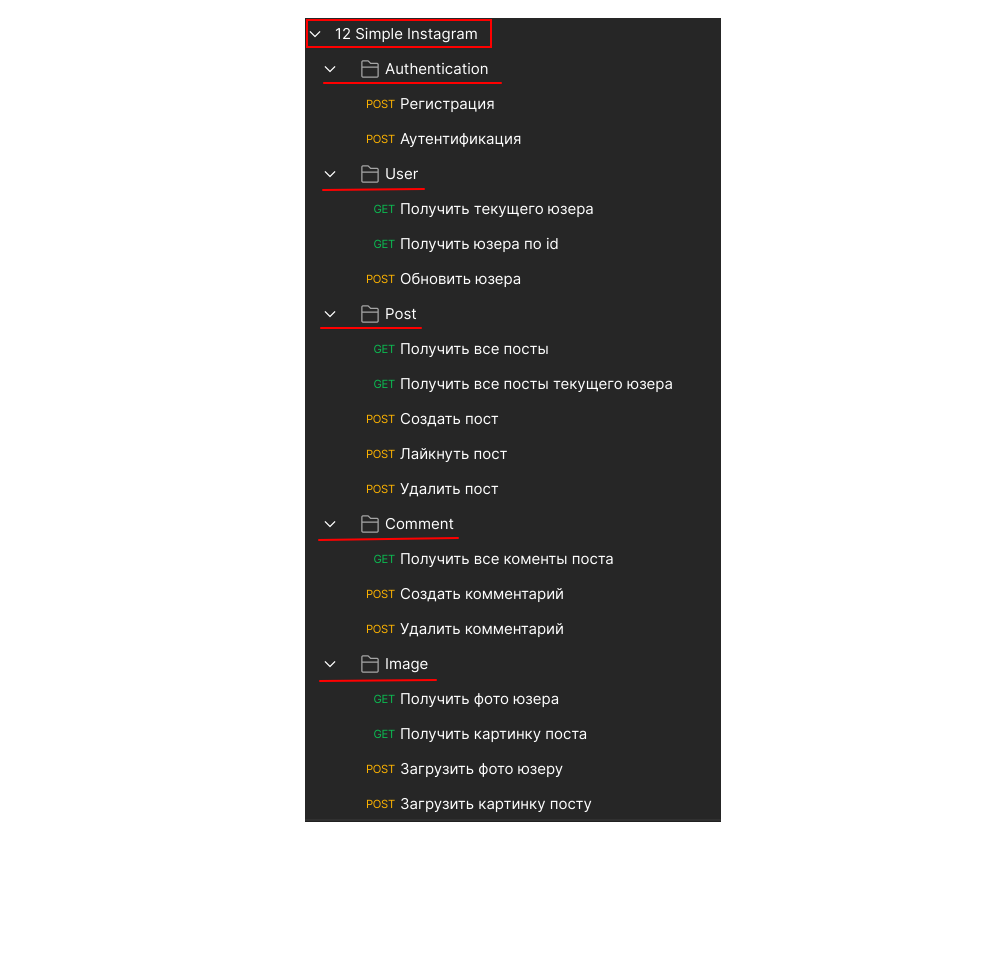 12 Simple Instagram
Authentication
POST Регистрация
POST Аутентификация
User
GET Получить текущего юзера
GET Получить юзера по id
POST Обновить юзера
Post
GET Получить все посты
GET Получить все посты текущего юзера
POST Создать пост
POST Лайкнуть пост
POST Удалить пост
Comment
GET Получить все коменты поста
POST Создать комментарий
POST Удалить комментарий
Image
GET Получить фото юзера
GET Получить картинку поста
POST Загрузить фото юзеру
POST Загрузить картинку посту